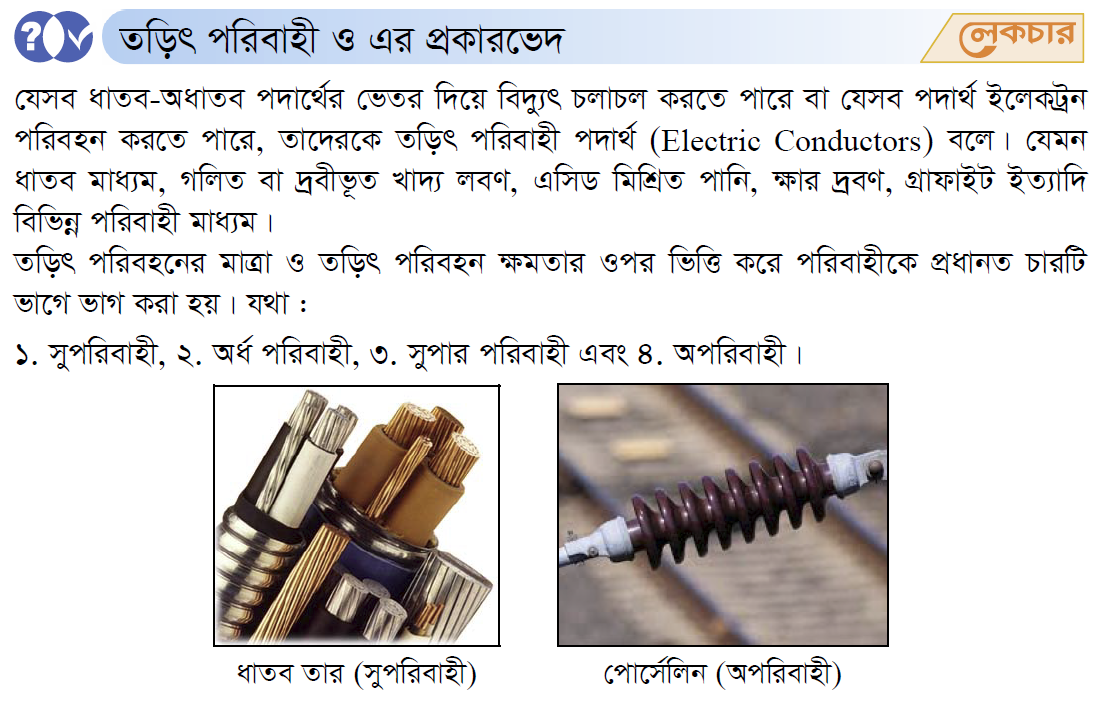 তড়িৎ পরিবাহী ও এর প্রকারভেদ
লেকচার
যেসব ধাতব-অধাতব পদার্থের ভেতর দিয়ে বিদ্যুৎ চলাচল করতে পারে বা যেসব পদার্থ ইলেকট্রন
পরিবহন করতে পারে, তাদেরকে তড়িৎ পরিবাহী পদার্থ (Electric Conductors) বলে। যেমন
ধাতব মাধ্যম, গলিত বা দ্রবীভূত খাদ্য লবণ, এসিড মিশ্রিত পানি, ক্ষার দ্রবণ, গ্রাফাইট ইত্যাদি
বিভিন্ন পরিবাহী মাধ্যম।
তড়িৎ পরিবহনের মাত্রা ও তড়িৎ পরিবহন ক্ষমতার ওপর ভিত্তি করে পরিবাহীকে প্রধানত চারটি
ভাগে ভাগ করা হয়। যথা :
১. সুপরিবাহী, ২. অর্ধ পরিবাহী, ৩. সুপার পরিবাহী এবং ৪. অপরিবাহী।
ধাতব তার (সুপরিবাহী)
পোর্সেলিন (অপরিবাহী)